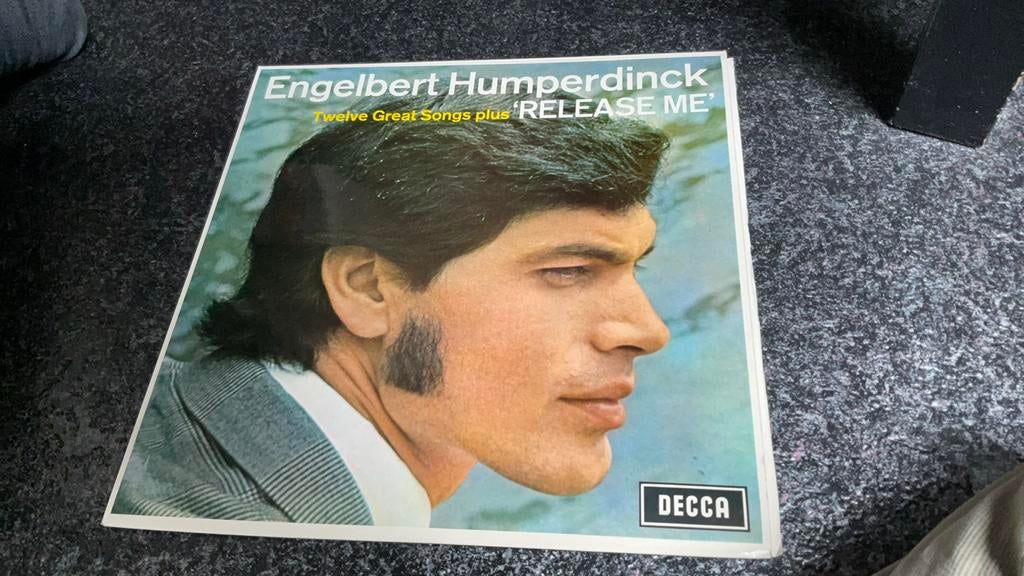 Engelbert Humperdinck
Twelve Great Songs plus 'RELEASE ME'
DECCA